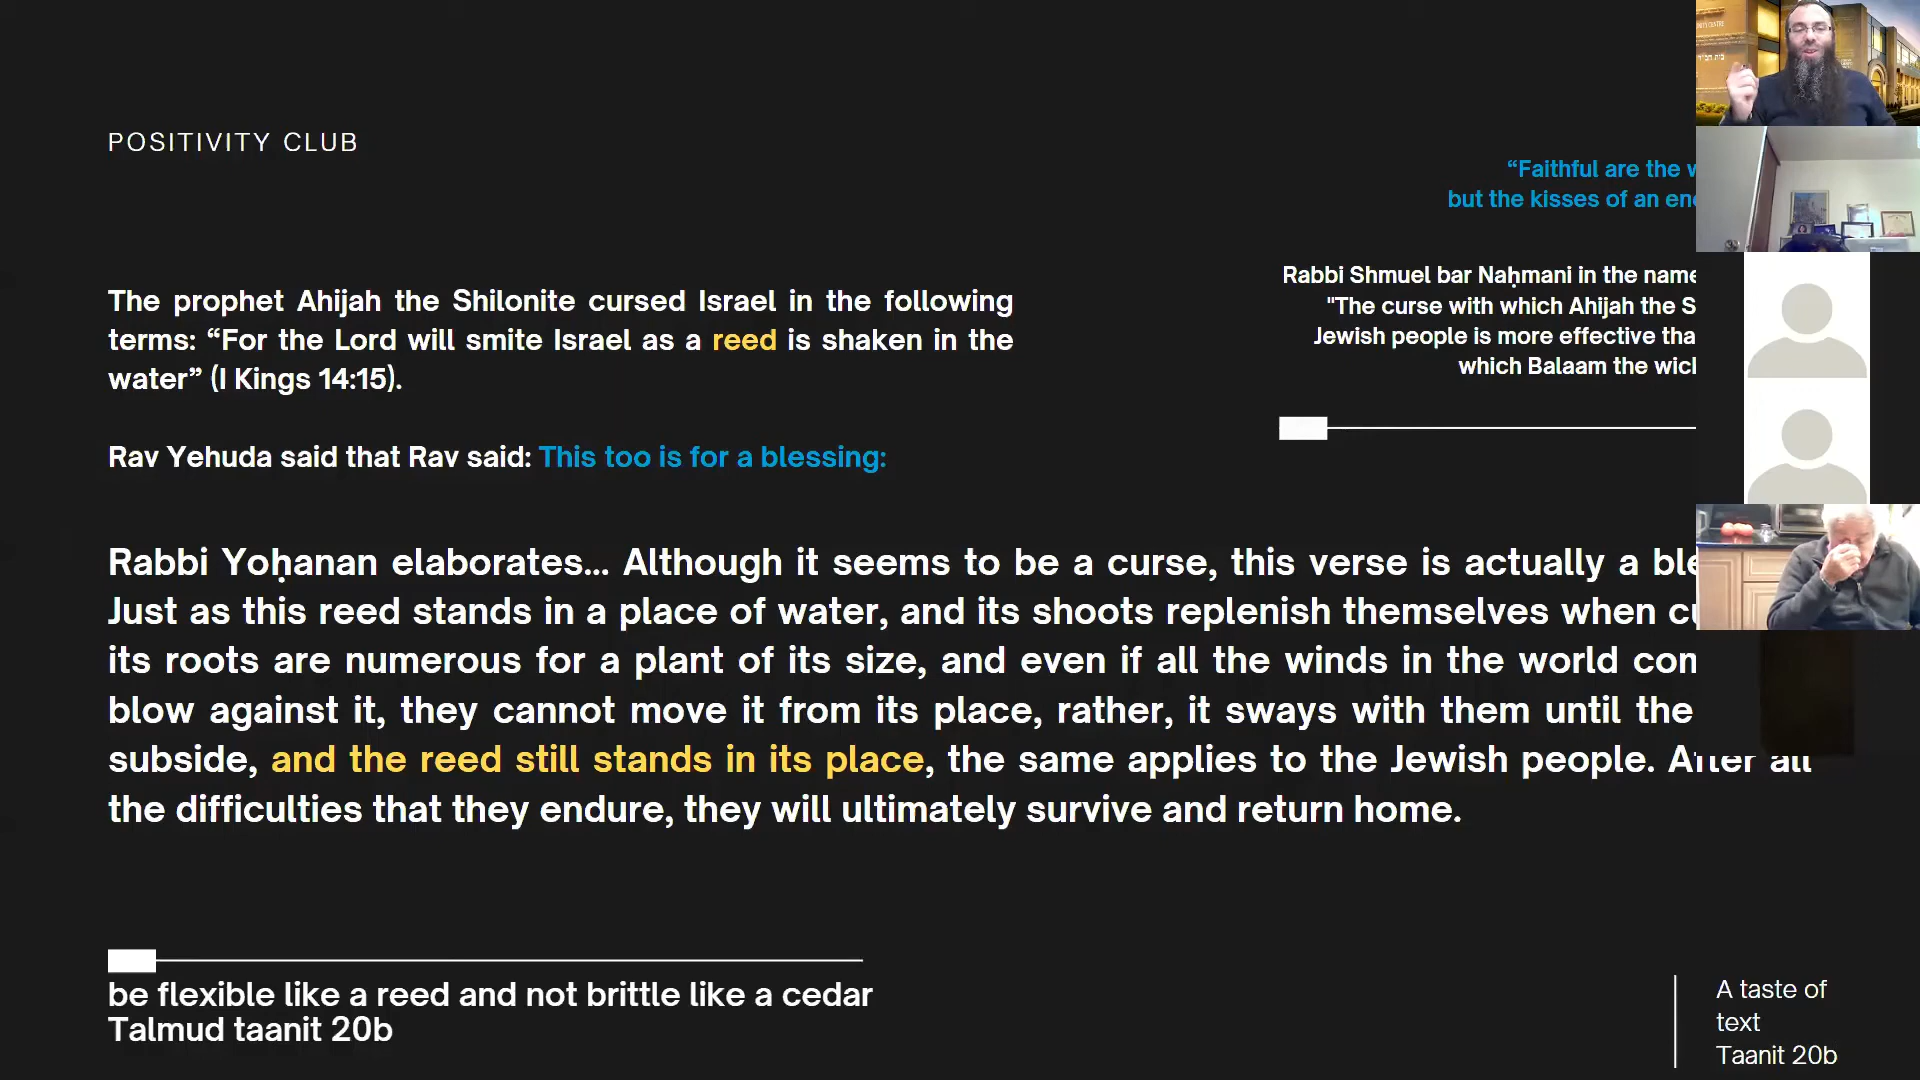 POSITIVITY CLUB
“Faithful are the
but the kisses of an
The prophet Ahijah the Shilonite cursed Israel in the following
terms: “For the Lord will smite Israel as a reed is shaken in the
water” (I Kings 14:15).
Rav Yehuda said that Rav said: This too is for a blessing:
Rabbi Shmuel bar Naḥmani in the name
"The curse with which Ahijah the S
Jewish people is more effective
which Balaam the
Rabbi Yoḥanan elaborates... Although it seems to be a curse, this verse is actually a
Just as this reed stands in a place of water, and its shoots replenish themselves when
its roots are numerous for a plant of its size, and even if all the winds in the world
blow against it, they cannot move it from its place, rather, it sways with them until the
subside, and the reed still stands in its place, the same applies to the Jewish people. After all
the difficulties that they endure, they will ultimately survive and return home.
be flexible like a reed and not brittle like a cedar
Talmud taanit 20b
A taste of
text
Taanit 20b